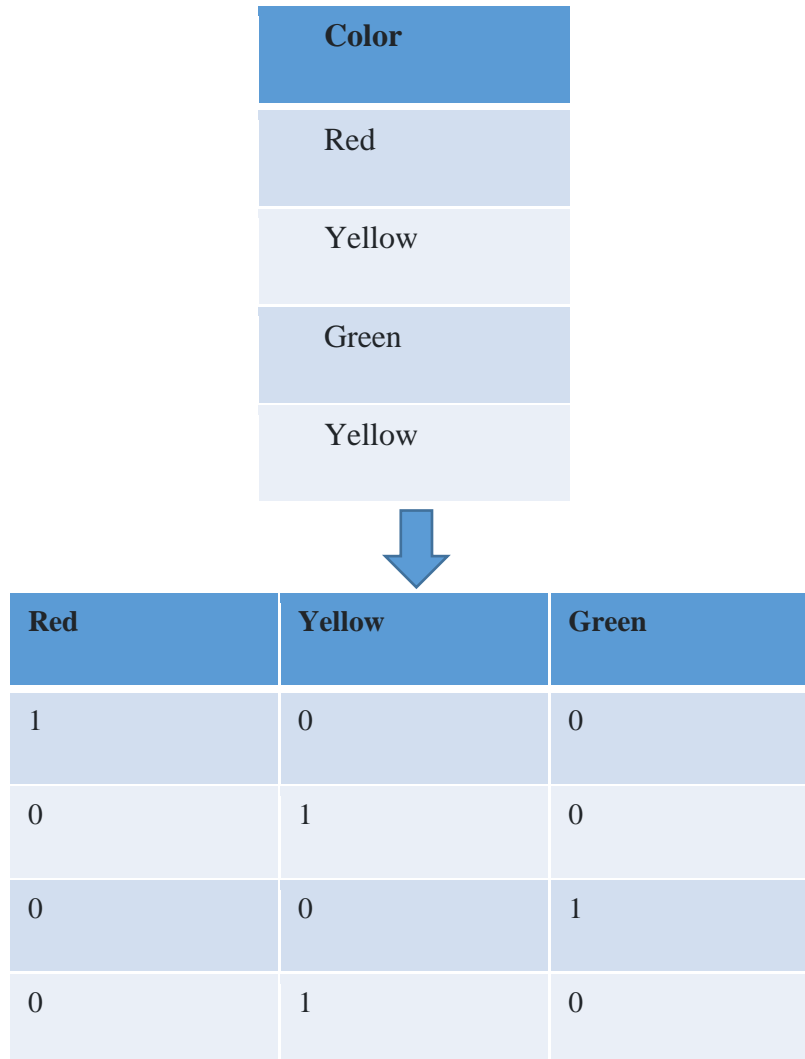 Color
Red
Yellow
Green
Yellow
Red Yellow Green
1 0 0
0 1 0
0 0 1
0 1 0